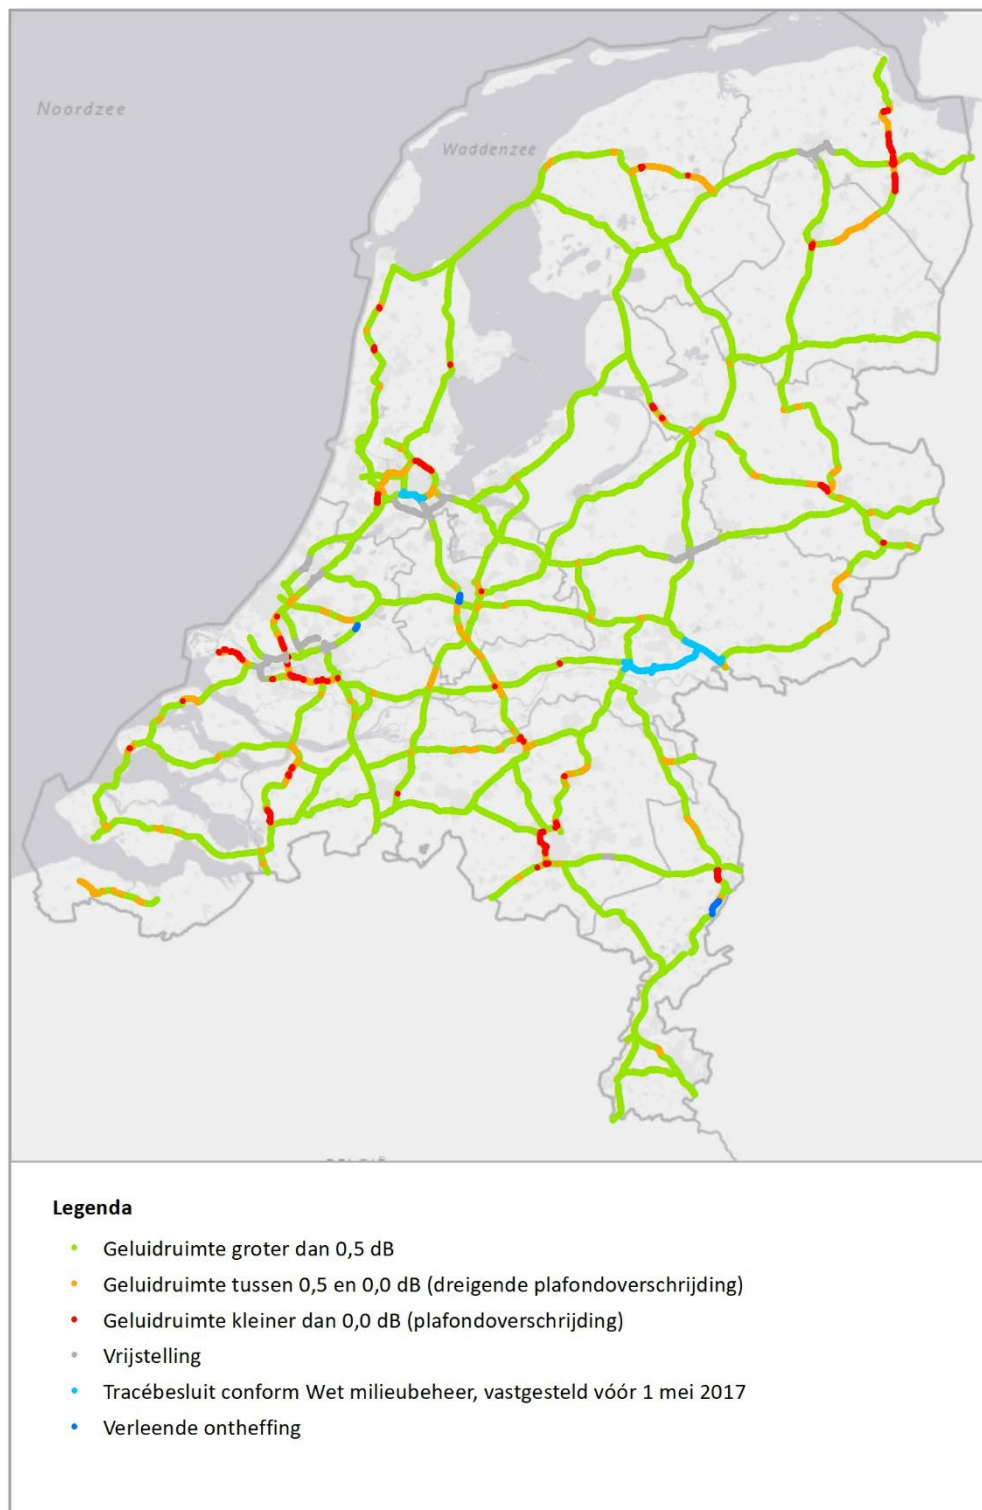 Noordzee
Waddenzee
Legenda
Geluidruimte groter dan 0,5 dB
Geluidruimte tussen 0,5 en 0,0 dB (dreigende plafondoverschrijding)
Geluidruimte kleiner dan 0,0 dB (plafondoverschrijding)
Vrijstelling
Tracébesluit conform Wet milieubeheer, vastgesteld vóór 1 mei 2017
Verleende ontheffing